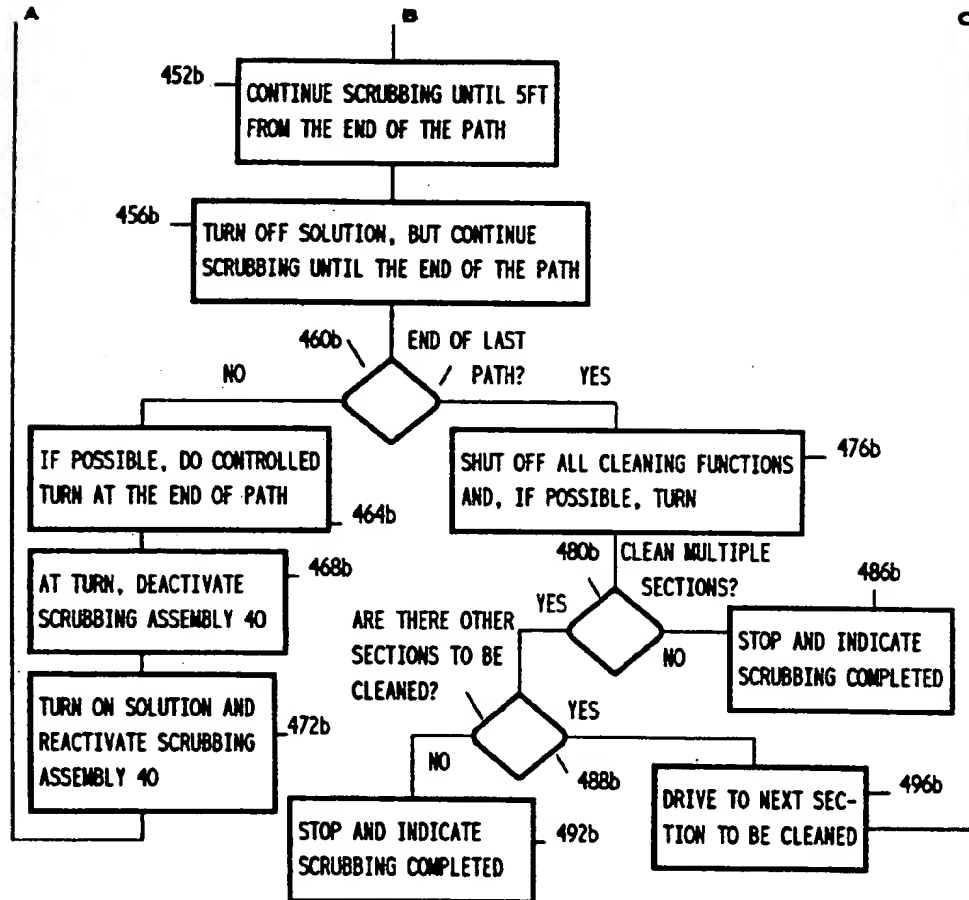 A
B
C
452b
CONTINUE SCRUBBING UNTIL 5FT
FROM THE END OF THE PATH
456b
TURN OFF SOLUTION, BUT CONTINUE
SCRUBBING UNTIL THE END OF THE PATH
460b
END OF LAST
PATH?
NO
YES
IF POSSIBLE, DO CONTROLLED
TURN AT THE END OF PATH
464b
SHUT OFF ALL CLEANING FUNCTIONS
AND, IF POSSIBLE, TURN
476b
AT TURN, DEACTIVATE
SCRUBBING ASSEMBLY 40
468b
480b
CLEAN MULTIPLE
SECTIONS?
YES
NO
486b
STOP AND INDICATE
SCRUBBING COMPLETED
ARE THERE OTHER
SECTIONS TO BE
CLEANED?
TURN ON SOLUTION AND
REACTIVATE SCRUBBING
ASSEMBLY 40
472b
NO
YES
488b
STOP AND INDICATE
SCRUBBING COMPLETED
492b
DRIVE TO NEXT SEC-
TION TO BE CLEANED
496b